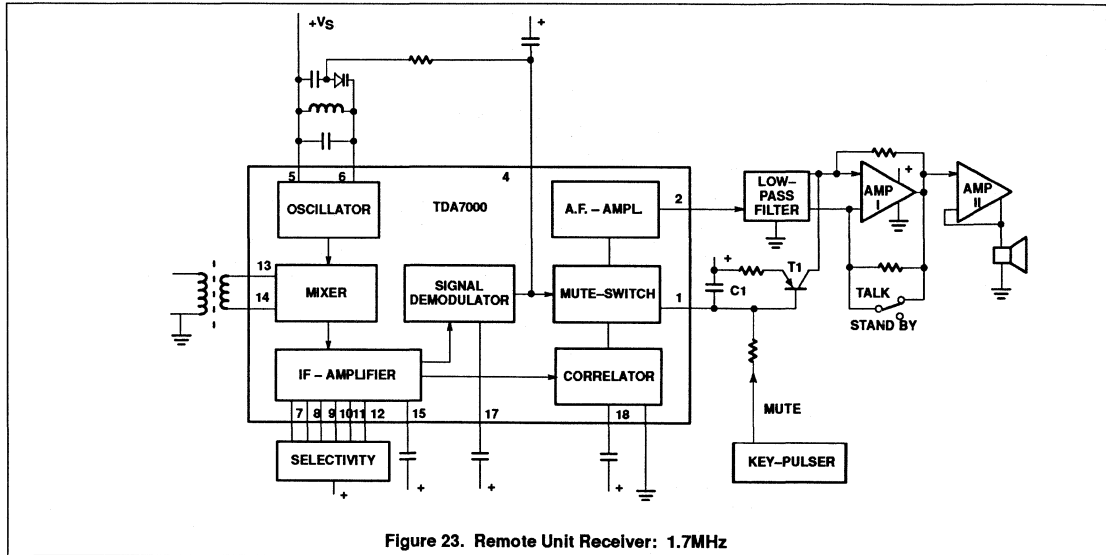 +VS
+
5
6
4
TDA7000
OSCILLATOR
A.F. – AMPL.
2
LOW–
PASS
FILTER
AMP
I
+
AMP
II
13
14
MIXER
SIGNAL
DEMODULATOR
MUTE–SWITCH
1
+
C1
T1
TALK
STAND BY
IF – AMPLIFIER
CORRELATOR
7
8
9
10
11
12
15
17
18
MUTE
SELECTIVITY
+
+
+
+
KEY–PULSER
Figure 23. Remote Unit Receiver: 1.7MHz